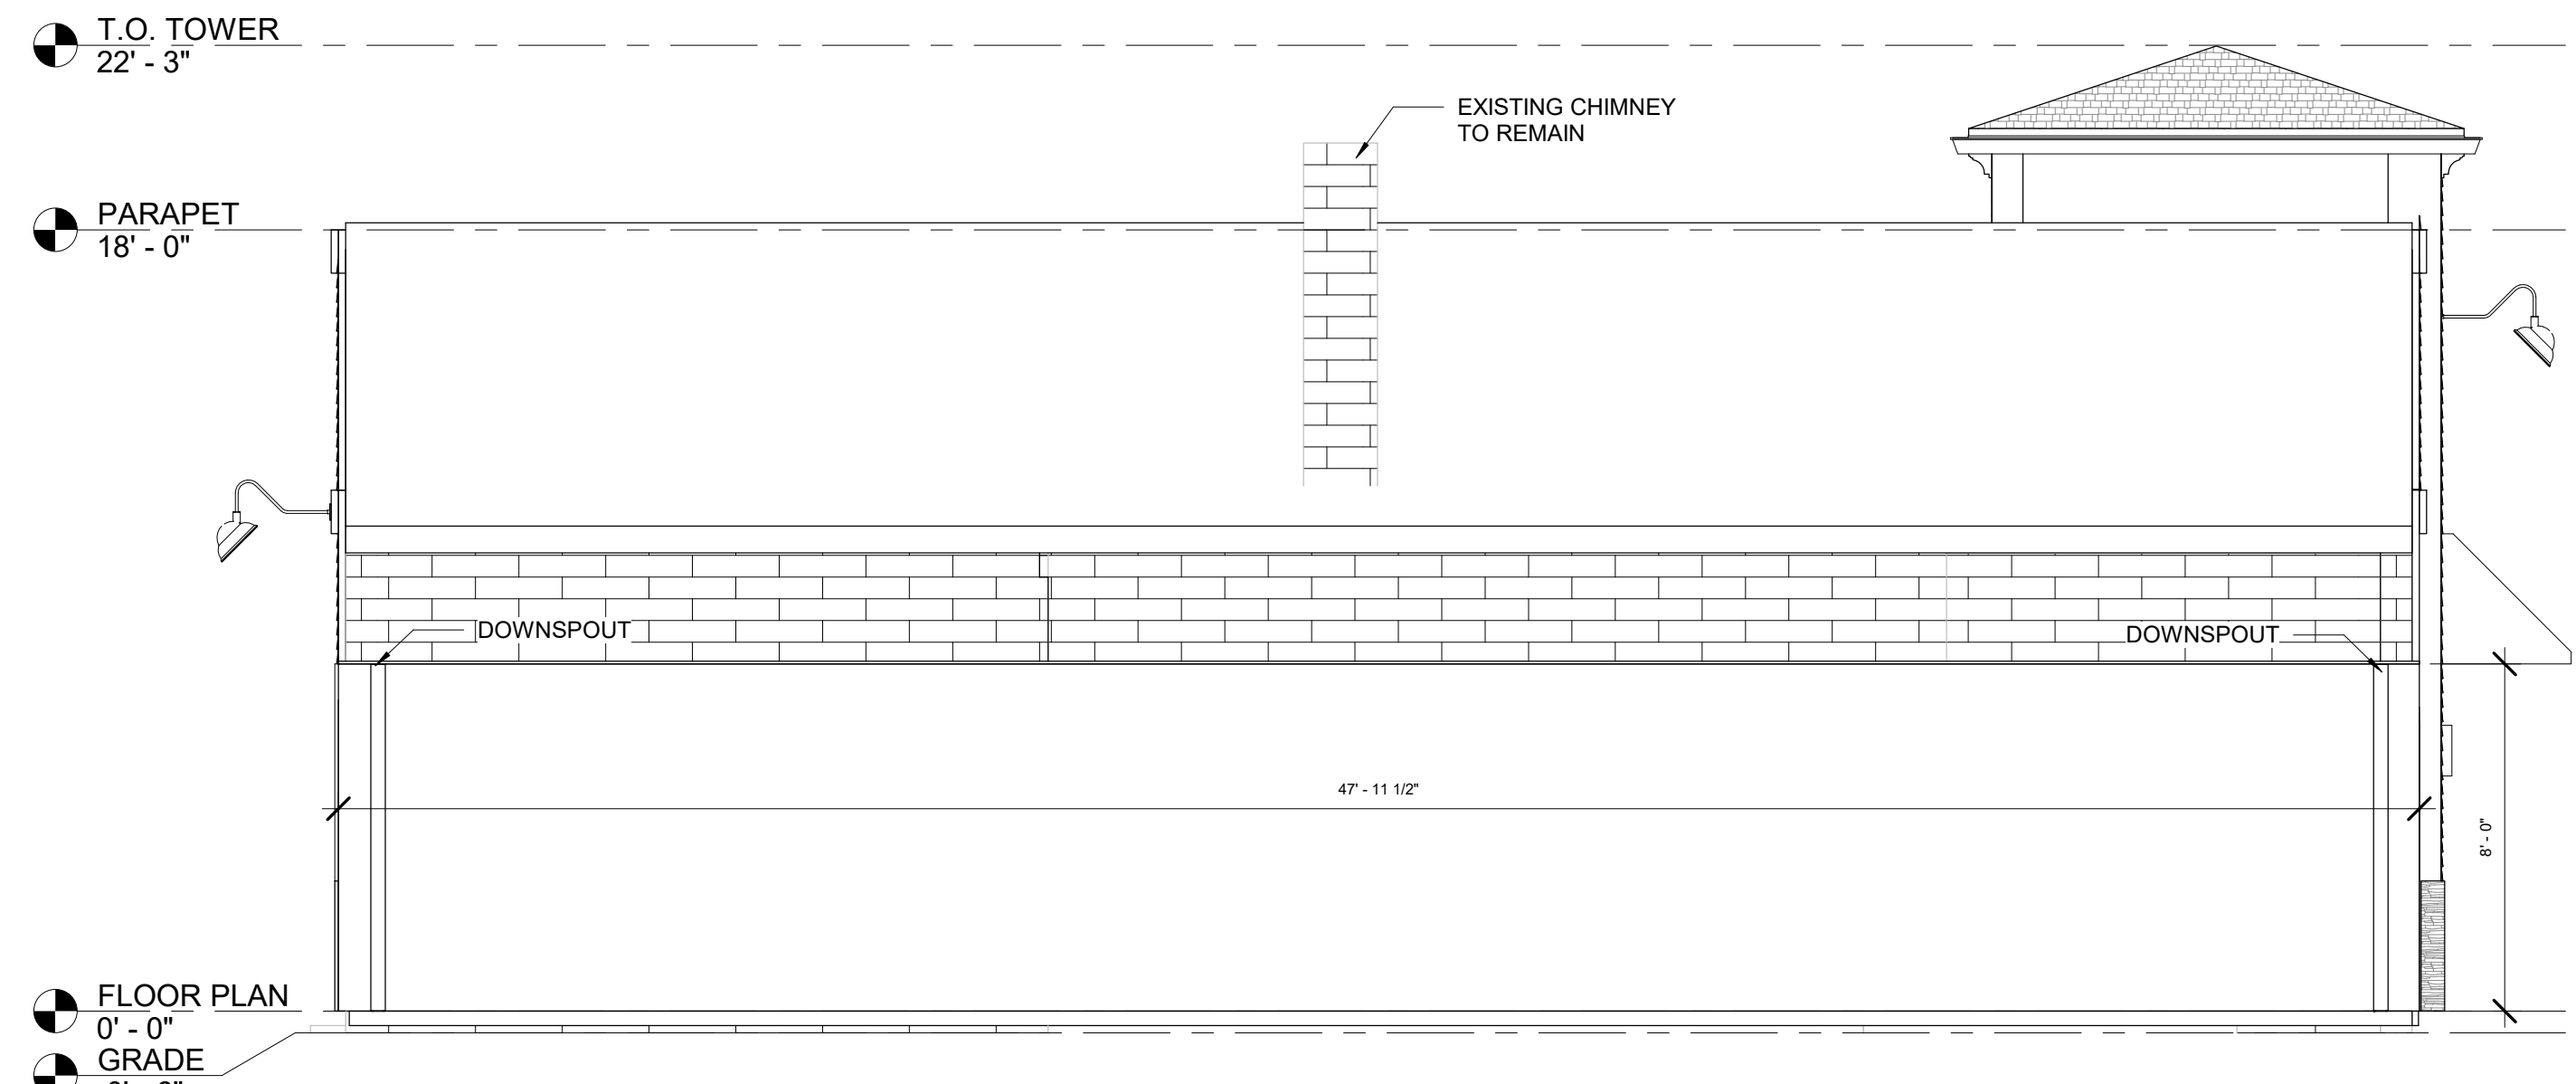 T.O. TOWER
22' - 3"
EXISTING CHIMNEY
TO REMAIN
PARAPET
18' - 0"
DOWNSPOUT
DOWNSPOUT
47' - 11 1/2"
8' - 0"
FLOOR PLAN
0' - 0"
GRADE